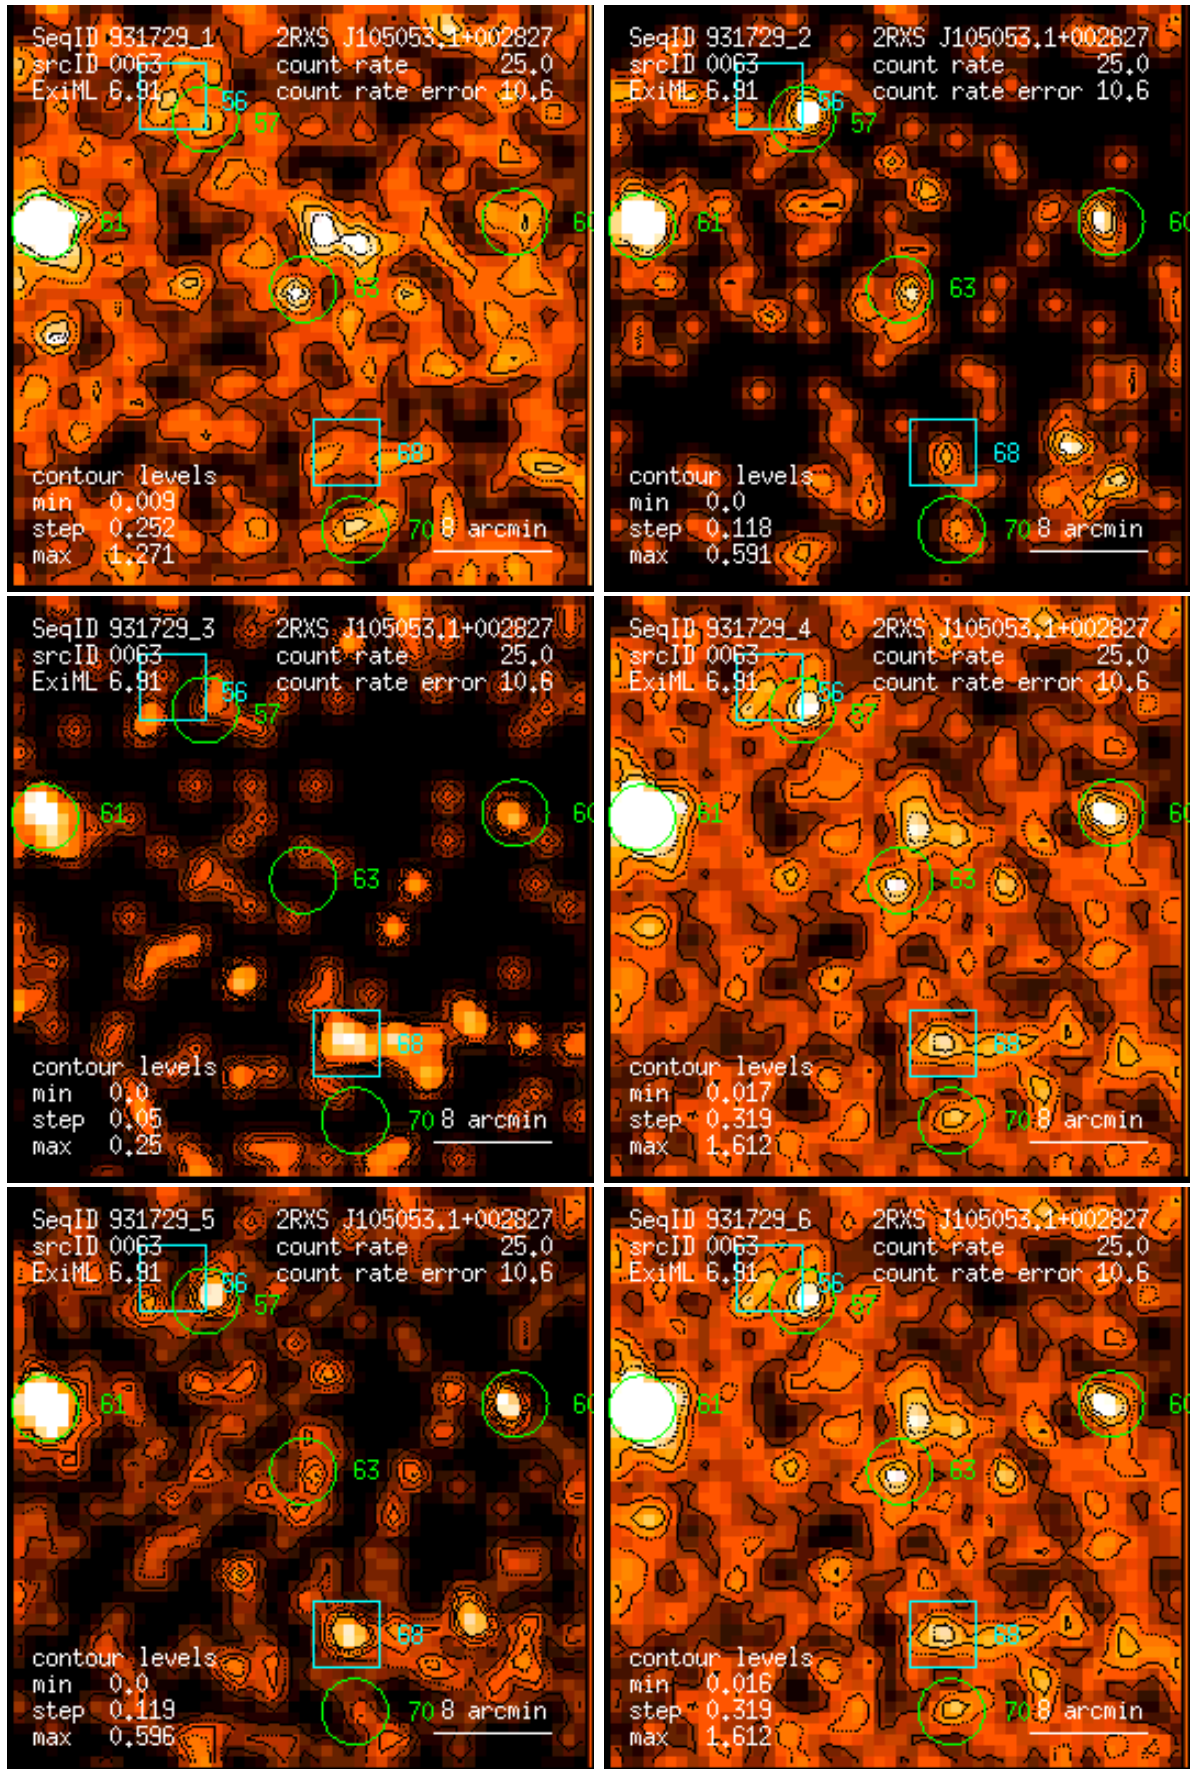 SeqID 931729_1 2RXS J105053.1+002827
srcID 0063 count rate 25.0
ExiML 6.91 56 count rate error 10.6
57
61 60
63
68
contour levels
min 0.009
step 0.252 70 8 arcmin
max 1.271
SeqID 931729_2 2RXS J105053.1+002827
srcID 0063 count rate 25.0
ExiML 6.91 56 count rate error 10.6
57
61 60
63
68
contour levels
min 0.0
step 0.118 70 8 arcmin
max 0.591
SeqID 931729_3 2RXS J105053.1+002827
srcID 0063 count rate 25.0
ExiML 6.91 56 count rate error 10.6
57
61 60
63
68
contour levels
min 0.0
step 0.05 70 8 arcmin
max 0.25
SeqID 931729_4 2RXS J105053.1+002827
srcID 0063 count rate 25.0
ExiML 6.91 56 count rate error 10.6
57
61 60
63
68
contour levels
min 0.017
step 0.319 70 8 arcmin
max 1.612
SeqID 931729_5 2RXS J105053.1+002827
srcID 0063 count rate 25.0
ExiML 6.91 56 count rate error 10.6
57
61 60
63
68
contour levels
min 0.0
step 0.119 70 8 arcmin
max 0.596
SeqID 931729_6 2RXS J105053.1+002827
srcID 0063 count rate 25.0
ExiML 6.91 56 count rate error 10.6
57
61 60
63
68
contour levels
min 0.016
step 0.319 70 8 arcmin
max 1.612